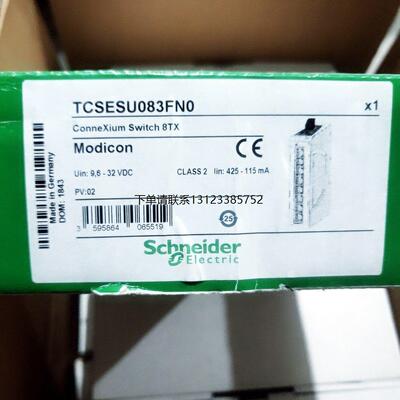 TCSESU083FN0
x1
ConneXium Switch 8TX
Modicon
CE
Uin: 9,6 - 32 VDC
CLASS 2 Iin: 425 - 115 mA
PV:02
Made in Germany
DOM: 1843
下单请联系13123385752
3 595864 065519
25
Schneider
Electric